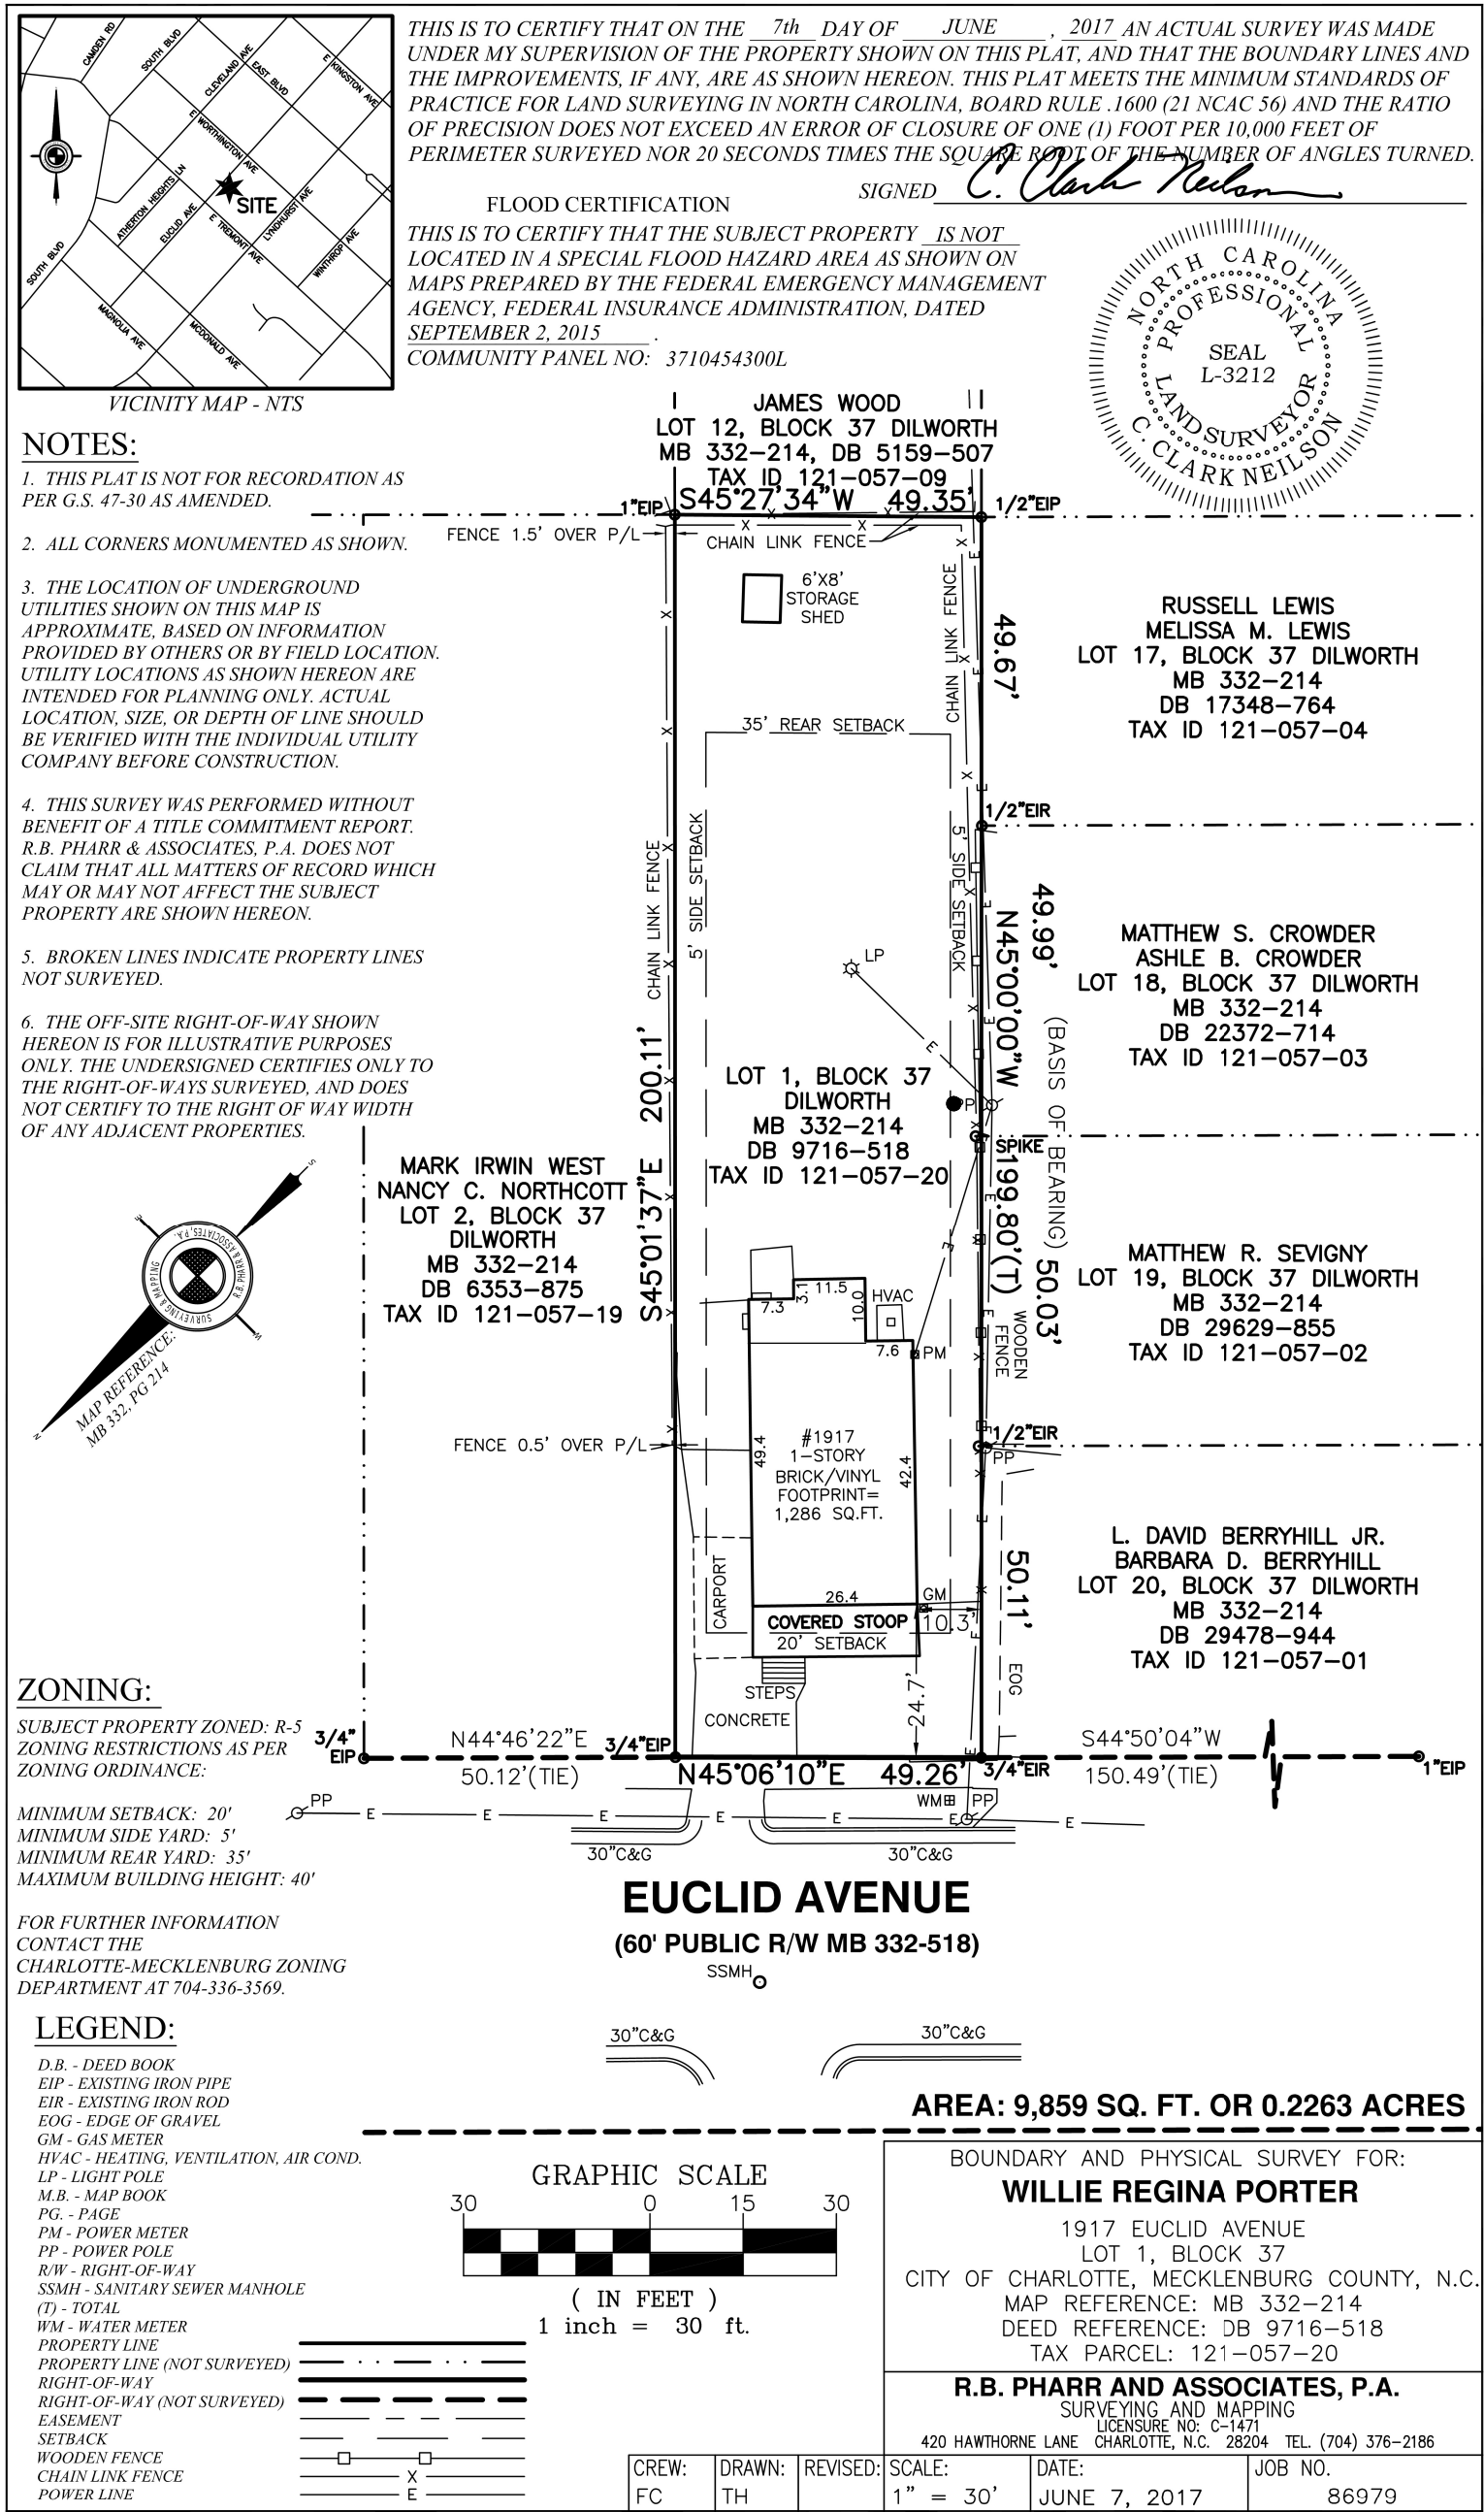 THIS IS TO CERTIFY THAT ON THE 7th DAY OF JUNE , 2017 AN ACTUAL SURVEY WAS MADE
UNDER MY SUPERVISION OF THE PROPERTY SHOWN ON THIS PLAT, AND THAT THE BOUNDARY LINES AND
THE IMPROVEMENTS, IF ANY, ARE AS SHOWN HEREON. THIS PLAT MEETS THE MINIMUM STANDARDS OF
PRACTICE FOR LAND SURVEYING IN NORTH CAROLINA, BOARD RULE .1600 (21 NCAC 56) AND THE RATIO
OF PRECISION DOES NOT EXCEED AN ERROR OF CLOSURE OF ONE (1) FOOT PER 10,000 FEET OF
PERIMETER SURVEYED NOR 20 SECONDS TIMES THE SQUARE ROOT OF THE NUMBER OF ANGLES TURNED.
SIGNED C. Clark Neilson
FLOOD CERTIFICATION
THIS IS TO CERTIFY THAT THE SUBJECT PROPERTY IS NOT
LOCATED IN A SPECIAL FLOOD HAZARD AREA AS SHOWN ON
MAPS PREPARED BY THE FEDERAL EMERGENCY MANAGEMENT
AGENCY, FEDERAL INSURANCE ADMINISTRATION, DATED
SEPTEMBER 2, 2015 .
COMMUNITY PANEL NO: 3710454300L
NORTH CAROLINA
PROFESSIONAL
SEAL
L-3212
LAND SURVEYOR
C. CLARK NEILSON
CAMDEN RD
SOUTH BLVD
CLEVELAND AVE
EAST BLVD
E KINGSTON AVE
E WORTHINGTON AVE
ATHERTON HEIGHTS LN
SITE
EUCLID AVE
E TREMONT AVE
LYNDHURST AVE
WINTHROP AVE
SOUTH BLVD
MAGNOLIA AVE
MCDONALD AVE
VICINITY MAP - NTS
NOTES:
1. THIS PLAT IS NOT FOR RECORDATION AS
PER G.S. 47-30 AS AMENDED.
2. ALL CORNERS MONUMENTED AS SHOWN.
3. THE LOCATION OF UNDERGROUND
UTILITIES SHOWN ON THIS MAP IS
APPROXIMATE, BASED ON INFORMATION
PROVIDED BY OTHERS OR BY FIELD LOCATION.
UTILITY LOCATIONS AS SHOWN HEREON ARE
INTENDED FOR PLANNING ONLY. ACTUAL
LOCATION, SIZE, OR DEPTH OF LINE SHOULD
BE VERIFIED WITH THE INDIVIDUAL UTILITY
COMPANY BEFORE CONSTRUCTION.
4. THIS SURVEY WAS PERFORMED WITHOUT
BENEFIT OF A TITLE COMMITMENT REPORT.
R.B. PHARR & ASSOCIATES, P.A. DOES NOT
CLAIM THAT ALL MATTERS OF RECORD WHICH
MAY OR MAY NOT AFFECT THE SUBJECT
PROPERTY ARE SHOWN HEREON.
5. BROKEN LINES INDICATE PROPERTY LINES
NOT SURVEYED.
6. THE OFF-SITE RIGHT-OF-WAY SHOWN
HEREON IS FOR ILLUSTRATIVE PURPOSES
ONLY. THE UNDERSIGNED CERTIFIES ONLY TO
THE RIGHT-OF-WAYS SURVEYED, AND DOES
NOT CERTIFY TO THE RIGHT OF WAY WIDTH
OF ANY ADJACENT PROPERTIES.
JAMES WOOD
LOT 12, BLOCK 37 DILWORTH
MB 332-214, DB 5159-507
TAX ID 121-057-09
1"EIP
S45°27'34"W 49.35'
1/2"EIP
FENCE 1.5' OVER P/L
CHAIN LINK FENCE
6'X8'
STORAGE
SHED
CHAIN LINK FENCE
49.67'
RUSSELL LEWIS
MELISSA M. LEWIS
LOT 17, BLOCK 37 DILWORTH
MB 332-214
DB 17348-764
TAX ID 121-057-04
35' REAR SETBACK
1/2"EIR
5' SIDE SETBACK
CHAIN LINK FENCE
5' SIDE SETBACK
49.99'
N45°00'00"W 199.80'(T)
(BASIS OF BEARING)
MATTHEW S. CROWDER
ASHLE B. CROWDER
LOT 18, BLOCK 37 DILWORTH
MB 332-214
DB 22372-714
TAX ID 121-057-03
LP
E
LOT 1, BLOCK 37
DILWORTH
MB 332-214
DB 9716-518
TAX ID 121-057-20
PP
SPIKE
S45°01'37"E 200.11'
MARK IRWIN WEST
NANCY C. NORTHCOTT
LOT 2, BLOCK 37
DILWORTH
MB 332-214
DB 6353-875
TAX ID 121-057-19
S
E
W
N
R.B. PHARR & ASSOCIATES, P.A.
SURVEYING & MAPPING
MAP REFERENCE:
MB 332, PG 214
50.03'
MATTHEW R. SEVIGNY
LOT 19, BLOCK 37 DILWORTH
MB 332-214
DB 29629-855
TAX ID 121-057-02
7.3
3.1
11.5
10.0
HVAC
7.6
PM
WOODEN
FENCE
FENCE 0.5' OVER P/L
49.4
#1917
1-STORY
BRICK/VINYL
FOOTPRINT=
1,286 SQ.FT.
42.4
1/2"EIR
PP
CARPORT
26.4
GM
COVERED STOOP
10.3'
20' SETBACK
50.11'
EOG
L. DAVID BERRYHILL JR.
BARBARA D. BERRYHILL
LOT 20, BLOCK 37 DILWORTH
MB 332-214
DB 29478-944
TAX ID 121-057-01
STEPS
CONCRETE
24.7'
3/4"
EIP
N44°46'22"E
50.12'(TIE)
3/4"EIP
N45°06'10"E 49.26'
3/4"EIR
S44°50'04"W
150.49'(TIE)
1"EIP
PP
E E E E E E E
WM
PP
30"C&G
30"C&G
EUCLID AVENUE
(60' PUBLIC R/W MB 332-518)
SSMH
30"C&G
30"C&G
ZONING:
SUBJECT PROPERTY ZONED: R-5
ZONING RESTRICTIONS AS PER
ZONING ORDINANCE:
MINIMUM SETBACK: 20'
MINIMUM SIDE YARD: 5'
MINIMUM REAR YARD: 35'
MAXIMUM BUILDING HEIGHT: 40'
FOR FURTHER INFORMATION
CONTACT THE
CHARLOTTE-MECKLENBURG ZONING
DEPARTMENT AT 704-336-3569.
LEGEND:
D.B. - DEED BOOK
EIP - EXISTING IRON PIPE
EIR - EXISTING IRON ROD
EOG - EDGE OF GRAVEL
GM - GAS METER
HVAC - HEATING, VENTILATION, AIR COND.
LP - LIGHT POLE
M.B. - MAP BOOK
PG. - PAGE
PM - POWER METER
PP - POWER POLE
R/W - RIGHT-OF-WAY
SSMH - SANITARY SEWER MANHOLE
(T) - TOTAL
WM - WATER METER
PROPERTY LINE
PROPERTY LINE (NOT SURVEYED)
RIGHT-OF-WAY
RIGHT-OF-WAY (NOT SURVEYED)
EASEMENT
SETBACK
WOODEN FENCE
CHAIN LINK FENCE X
POWER LINE E
AREA: 9,859 SQ. FT. OR 0.2263 ACRES
GRAPHIC SCALE
30 0 15 30
( IN FEET )
1 inch = 30 ft.
BOUNDARY AND PHYSICAL SURVEY FOR:
WILLIE REGINA PORTER
1917 EUCLID AVENUE
LOT 1, BLOCK 37
CITY OF CHARLOTTE, MECKLENBURG COUNTY, N.C.
MAP REFERENCE: MB 332-214
DEED REFERENCE: DB 9716-518
TAX PARCEL: 121-057-20
R.B. PHARR AND ASSOCIATES, P.A.
SURVEYING AND MAPPING
LICENSURE NO: C-1471
420 HAWTHORNE LANE CHARLOTTE, N.C. 28204 TEL. (704) 376-2186
CREW: DRAWN: REVISED: SCALE: DATE: JOB NO.
FC TH 1" = 30' JUNE 7, 2017 86979